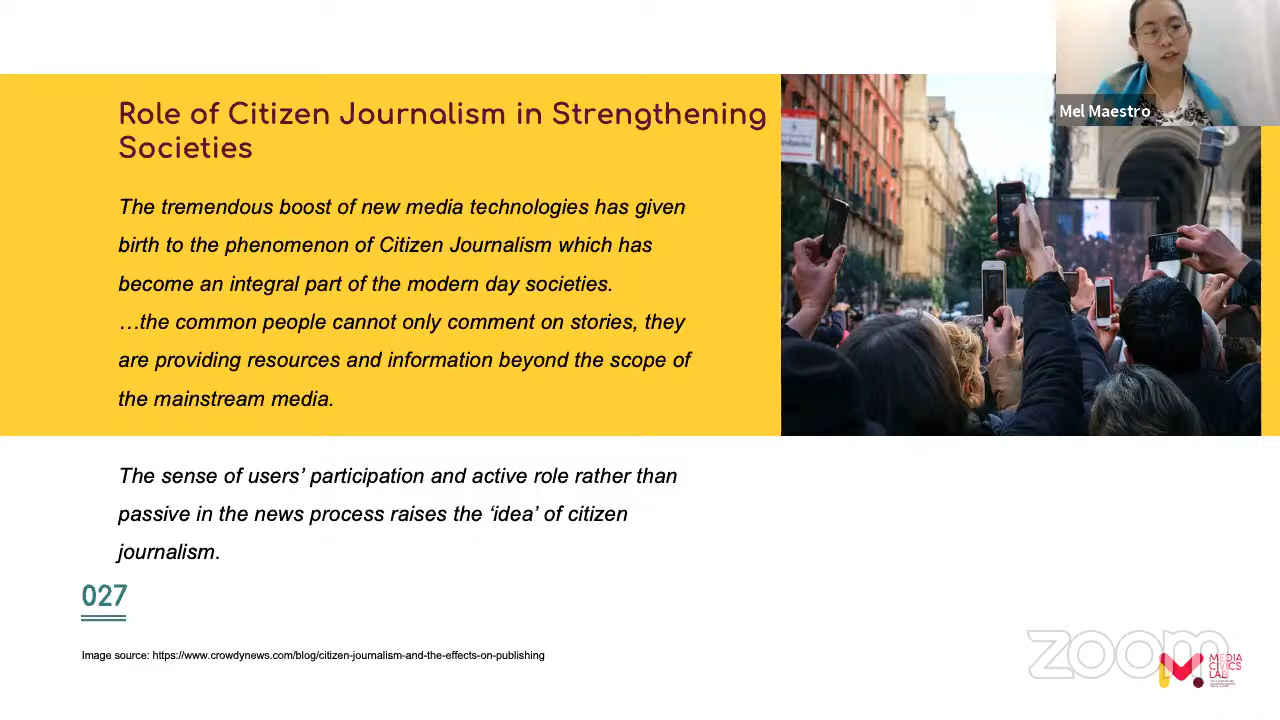 Mel Maestro
Role of Citizen Journalism in Strengthening
Societies
The tremendous boost of new media technologies has given
birth to the phenomenon of Citizen Journalism which has
become an integral part of the modern day societies.
…the common people cannot only comment on stories, they
are providing resources and information beyond the scope of
the mainstream media.
The sense of users’ participation and active role rather than
passive in the news process raises the ‘idea’ of citizen
journalism.
027
Image source: https://www.crowdynews.com/blog/citizen-journalism-and-the-effects-on-publishing
zoom
MEDIA
CIVICS
LAB